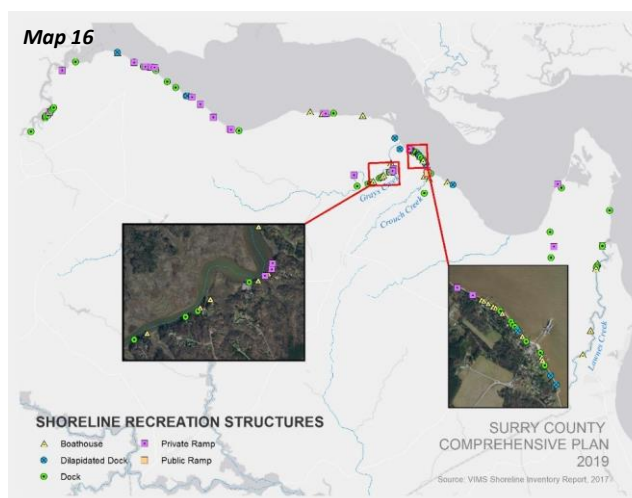 Map 16
Grays Creek
Crouch Creek
Lawnes Creek
SHORELINE RECREATION STRUCTURES
Boathouse
Private Ramp
Dilapidated Dock
Public Ramp
Dock
SURRY COUNTY
COMPREHENSIVE PLAN
2019
Source: VIMS Shoreline Inventory Report, 2017